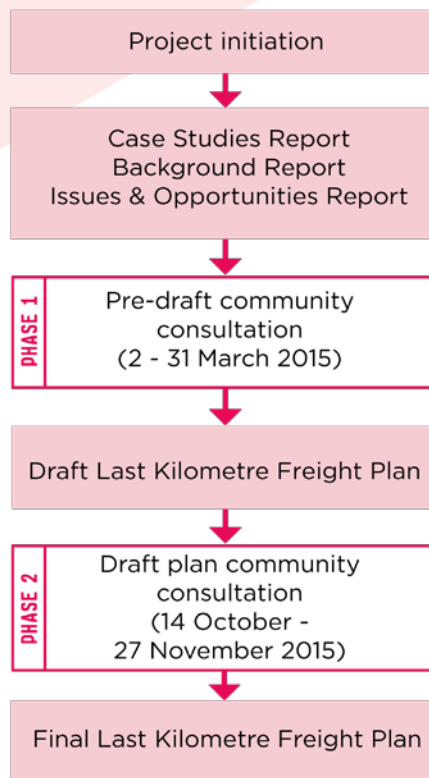 Project initiation
Case Studies Report
Background Report
Issues & Opportunities Report
PHASE 1
Pre-draft community
consultation
(2 - 31 March 2015)
Draft Last Kilometre Freight Plan
PHASE 2
Draft plan community
consultation
(14 October -
27 November 2015)
Final Last Kilometre Freight Plan